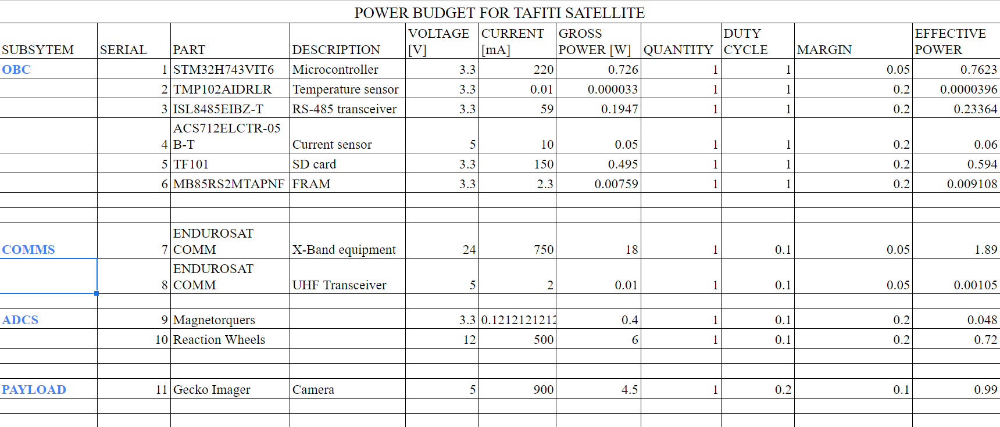 POWER BUDGET FOR TAFITI SATELLITE
SUBSYTEM SERIAL PART DESCRIPTION VOLTAGE [V] CURRENT [mA] GROSS POWER [W] QUANTITY DUTY CYCLE MARGIN EFFECTIVE POWER
OBC 1 STM32H743VIT6 Microcontroller 3.3 220 0.726 1 1 0.05 0.7623
2 TMP102AIDRLR Temperature sensor 3.3 0.01 0.000033 1 1 0.2 0.0000396
3 ISL8485EIBZ-T RS-485 transceiver 3.3 59 0.1947 1 1 0.2 0.23364
4 ACS712ELCTR-05B-T Current sensor 5 10 0.05 1 1 0.2 0.06
5 TF101 SD card 3.3 150 0.495 1 1 0.2 0.594
6 MB85RS2MTAPNF FRAM 3.3 2.3 0.00759 1 1 0.2 0.009108
COMMS 7 ENDUROSAT COMM X-Band equipment 24 750 18 1 0.1 0.05 1.89
8 ENDUROSAT COMM UHF Transceiver 5 2 0.01 1 0.1 0.05 0.00105
ADCS 9 Magnetorquers 3.3 0.1212121212 0.4 1 0.1 0.2 0.048
10 Reaction Wheels 12 500 6 1 0.1 0.2 0.72
PAYLOAD 11 Gecko Imager Camera 5 900 4.5 1 0.2 0.1 0.99